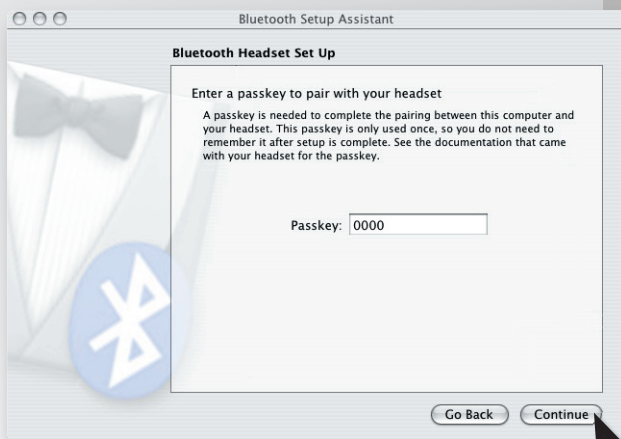 Bluetooth Setup Assistant
Bluetooth Headset Set Up
Enter a passkey to pair with your headset
A passkey is needed to complete the pairing between this computer and
your headset. This passkey is only used once, so you do not need to
remember it after setup is complete. See the documentation that came
with your headset for the passkey.
Passkey: 0000
Go Back Continue